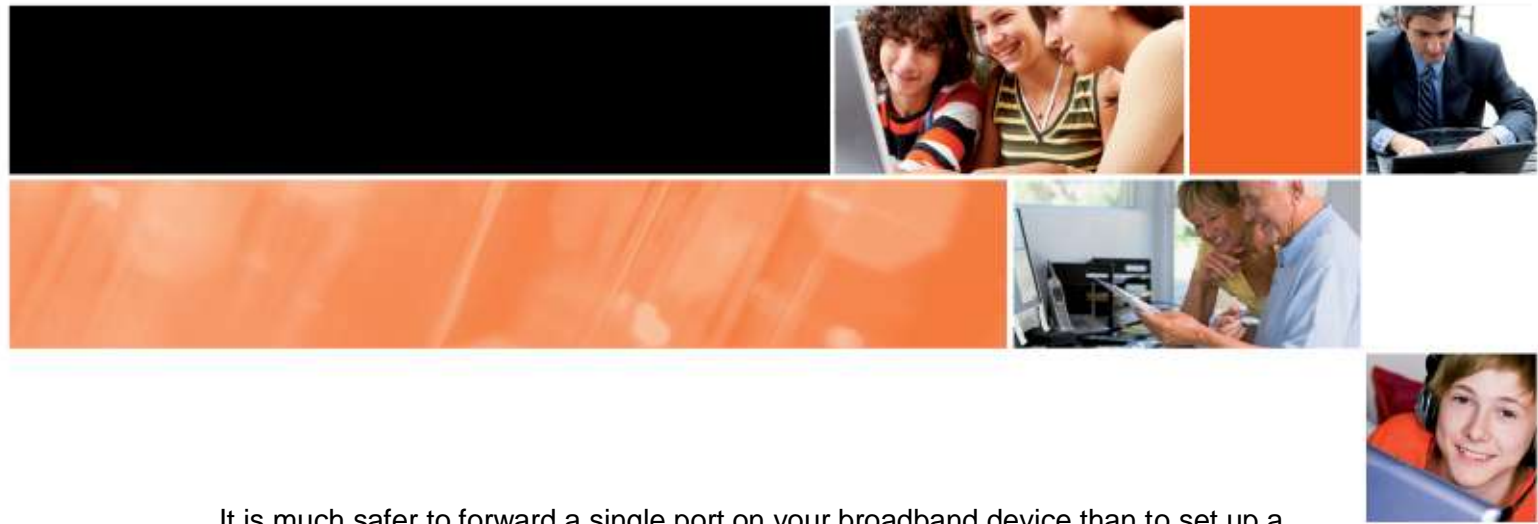 It is much safer to forward a single port on your broadband device than to set up a